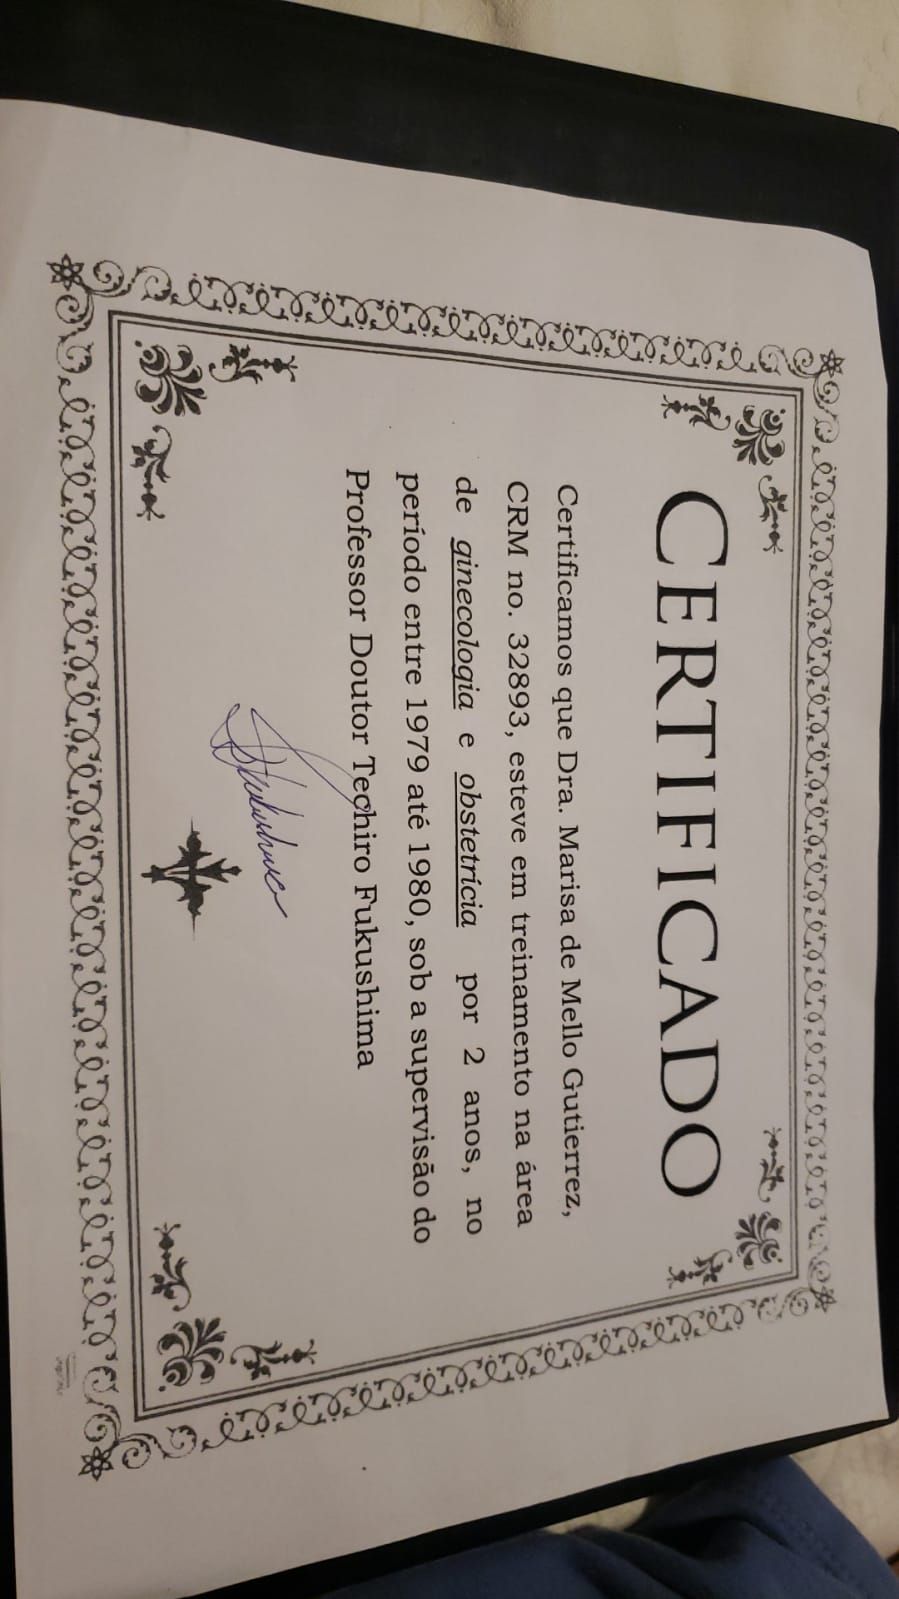 CERTIFICADO
Certificamos que Dra. Marisa de Mello Gutierrez,
CRM no. 32893, esteve em treinamento na área
de ginecologia e obstetrícia por 2 anos, no
período entre 1979 até 1980, sob a supervisão do
Professor Doutor Techiro Fukushima